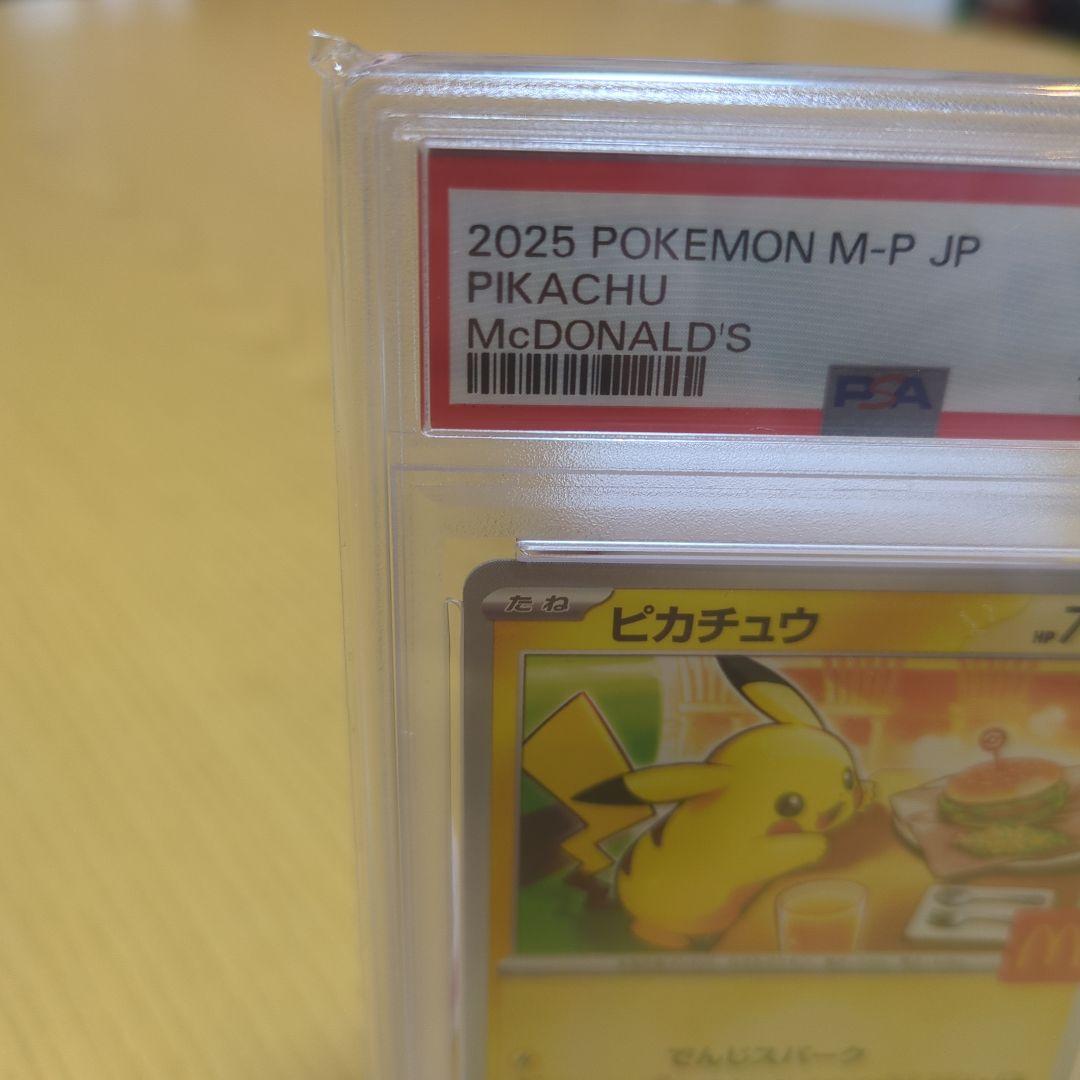 2025 POKEMON M-P JP
PIKACHU
McDONALD'S
PSA
たね ピカチュウ HP 7
でんじスパーク